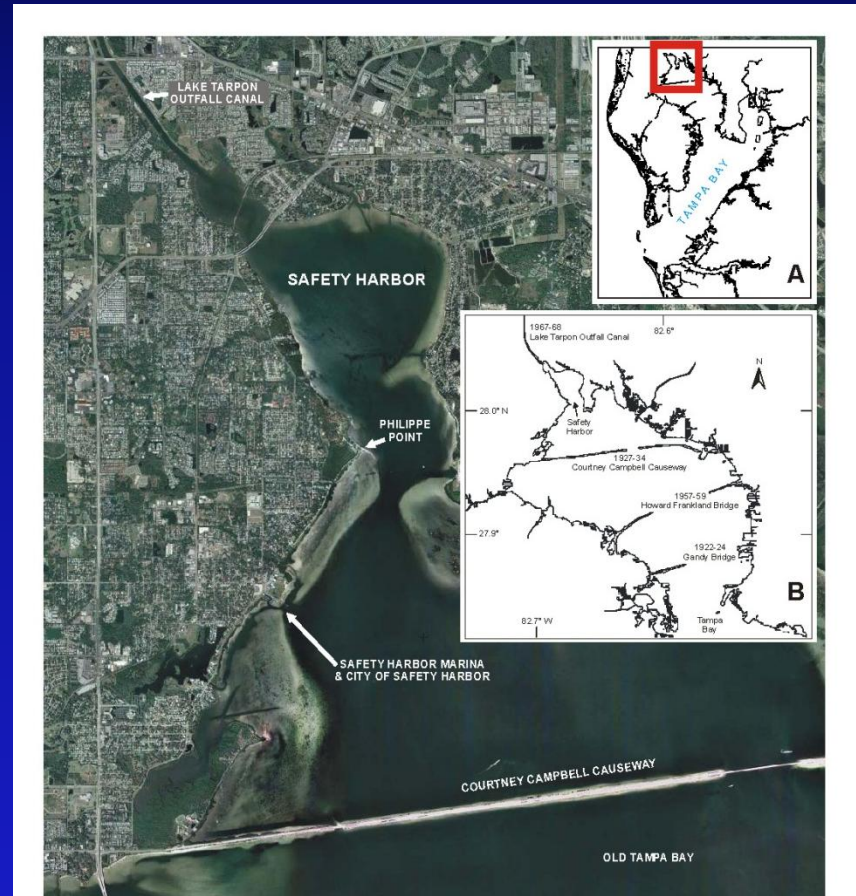 LAKE TARPON
OUTFALL CANAL
SAFETY HARBOR
PHILIPPE
POINT
SAFETY HARBOR MARINA
& CITY OF SAFETY HARBOR
COURTNEY CAMPBELL CAUSEWAY
OLD TAMPA BAY
TAMPA BAY
A
1967-68
Lake Tarpon Outfall Canal
82.6°
N
28.0° N
Safety
Harbor
1927-34
Courtney Campbell Causeway
1957-59
Howard Frankland Bridge
27.9°
1922-24
Gandy Bridge
B
82.7° W
Tampa
Bay